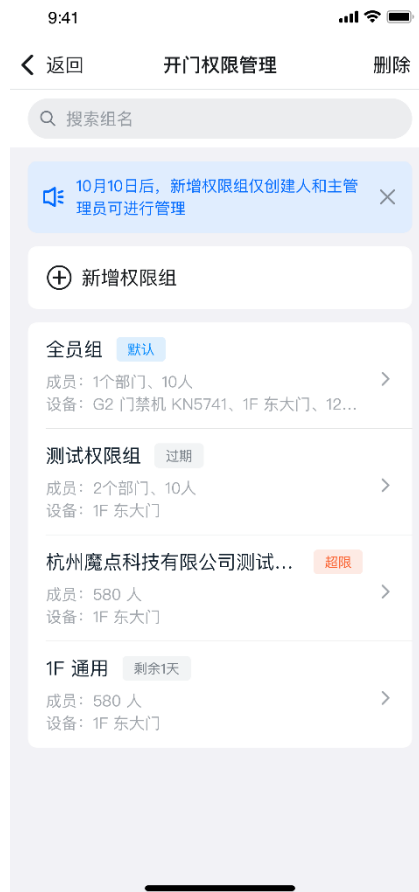 9:41
返回
开门权限管理
删除
搜索组名
10月10日后，新增权限组仅创建人和主管
理员可进行管理
新增权限组
全员组 默认
成员：1个部门、10人
设备：G2 门禁机 KN5741、1F 东大门、12...
测试权限组 过期
成员：2个部门、10人
设备：1F 东大门
杭州魔点科技有限公司测试... 超限
成员：580 人
设备：1F 东大门
1F 通用 剩余1天
成员：580 人
设备：1F 东大门